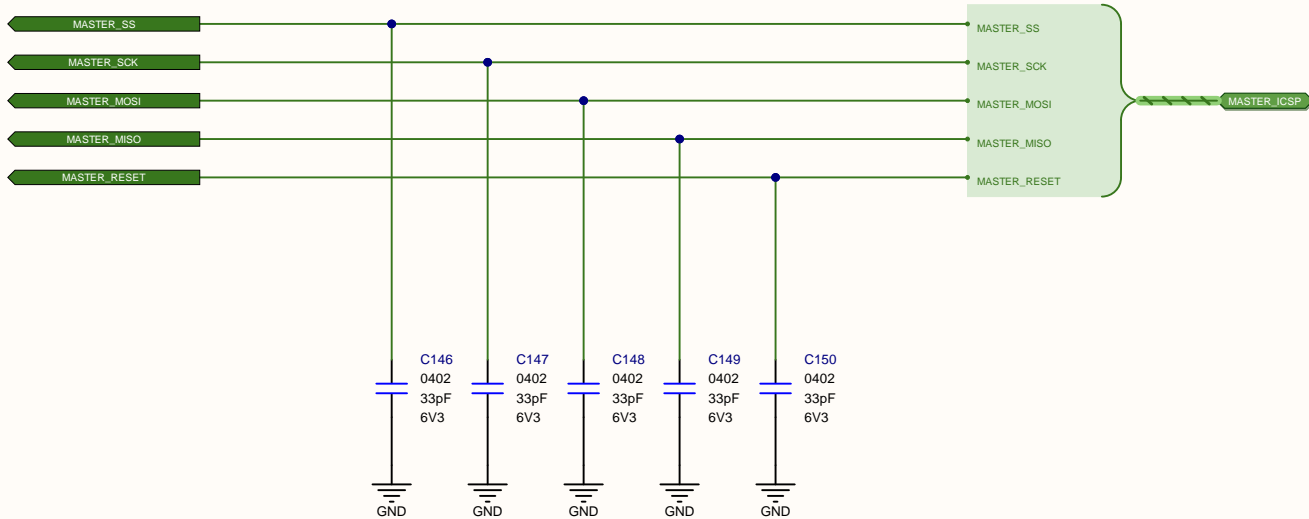 MASTER_SS
MASTER_SS
MASTER_SCK
MASTER_SCK
MASTER_MOSI
MASTER_MOSI
MASTER_ICSP
MASTER_MISO
MASTER_MISO
MASTER_RESET
MASTER_RESET
C146
0402
33pF
6V3
C147
0402
33pF
6V3
C148
0402
33pF
6V3
C149
0402
33pF
6V3
C150
0402
33pF
6V3
GND
GND
GND
GND
GND